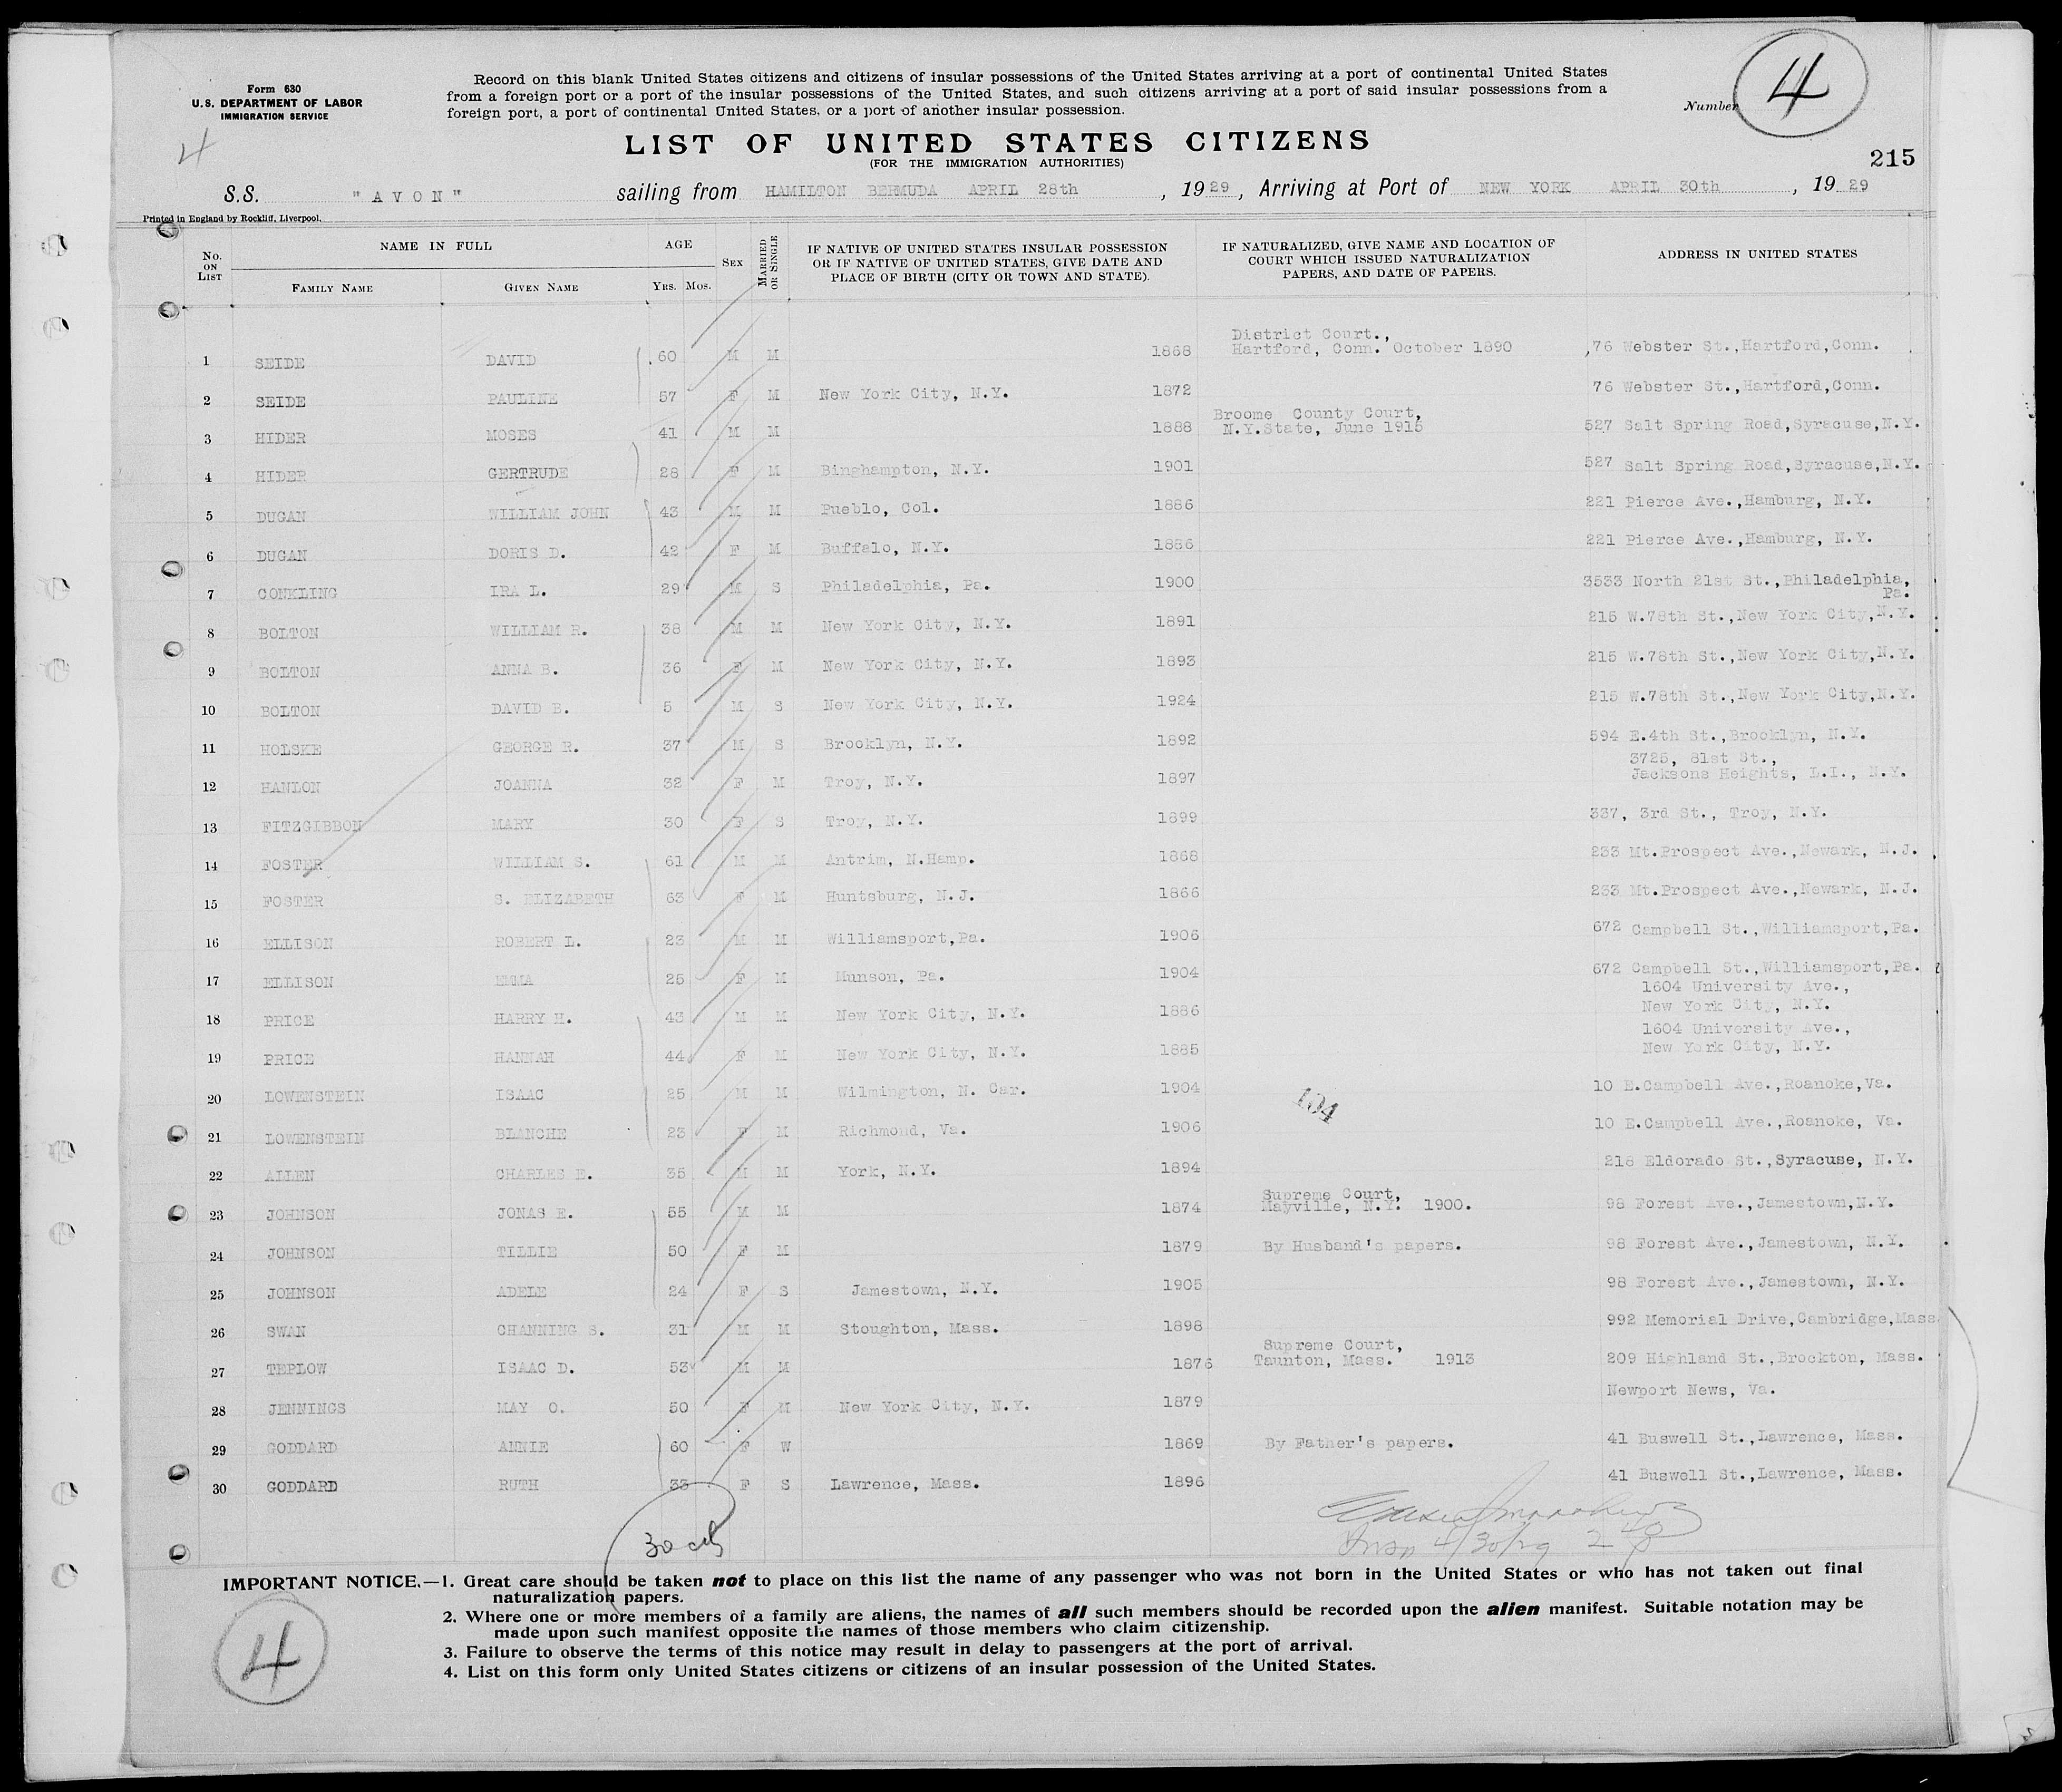 Form 630
U.S. DEPARTMENT OF LABOR
IMMIGRATION SERVICE
Record on this blank United States citizens and citizens of insular possessions of the United States arriving at a port of continental United States
from a foreign port or a port of the insular possessions of the United States, and such citizens arriving at a port of said insular possessions from a
foreign port, a port of continental United States, or a port of another insular possession.
Number 4
4
LIST OF UNITED STATES CITIZENS
(FOR THE IMMIGRATION AUTHORITIES)
215
S.S. "AVON" sailing from HAMILTON BERMUDA APRIL 28th, 1929, Arriving at Port of NEW YORK APRIL 30th, 1929
Printed in England by Rockliff, Liverpool.
No. ON LIST NAME IN FULL FAMILY NAME GIVEN NAME AGE YRS. MOS. SEX MARRIED OR SINGLE IF NATIVE OF UNITED STATES INSULAR POSSESSION OR IF NATIVE OF UNITED STATES, GIVE DATE AND PLACE OF BIRTH (CITY OR TOWN AND STATE). IF NATURALIZED, GIVE NAME AND LOCATION OF COURT WHICH ISSUED NATURALIZATION PAPERS, AND DATE OF PAPERS. ADDRESS IN UNITED STATES
1 SEIDE DAVID 60 M M 1868 District Court., Hartford, Conn. October 1890 76 Webster St.,Hartford,Conn.
2 SEIDE PAULINE 57 F M New York City, N.Y. 1872 76 Webster St.,Hartford,Conn.
3 HIDER MOSES 41 M M 1888 Broome County Court, N.Y.State, June 1915 527 Salt Spring Road,Syracuse,N.Y.
4 HIDER GERTRUDE 28 F M Binghampton, N.Y. 1901 527 Salt Spring Road,Syracuse,N.Y.
5 DUGAN WILLIAM JOHN 43 M M Pueblo, Col. 1886 221 Pierce Ave.,Hamburg, N.Y.
6 DUGAN DORIS D. 42 F M Buffalo, N.Y. 1886 221 Pierce Ave.,Hamburg, N.Y.
7 CONKLING IRA L. 29 M S Philadelphia, Pa. 1900 3533 North 21st St.,Philadelphia, Pa.
8 BOLTON WILLIAM R. 38 M M New York City, N.Y. 1891 215 W.78th St.,New York City,N.Y.
9 BOLTON ANNA B. 36 F M New York City, N.Y. 1893 215 W.78th St.,New York City,N.Y.
10 BOLTON DAVID B. 5 M S New York City, N.Y. 1924 215 W.78th St.,New York City,N.Y.
11 HOLSKE GEORGE R. 37 M S Brooklyn, N.Y. 1892 594 E.4th St.,Brooklyn, N.Y.
12 HANLON JOANNA 32 F M Troy, N.Y. 1897 3725, 81st St., Jacksons Heights, L.I., N.Y.
13 FITZGIBBON MARY 30 F S Troy, N.Y. 1899 337, 3rd St., Troy, N.Y.
14 FOSTER WILLIAM S. 61 M M Antrim, N.Hamp. 1868 233 Mt.Prospect Ave.,Newark, N.J.
15 FOSTER S. ELIZABETH 63 F M Huntsburg, N.J. 1866 233 Mt.Prospect Ave.,Newark, N.J.
16 ELLISON ROBERT L. 23 M M Williamsport,Pa. 1906 672 Campbell St.,Williamsport,Pa.
17 ELLISON EMMA 25 F M Munson, Pa. 1904 672 Campbell St.,Williamsport,Pa.
18 PRICE HARRY H. 43 M M New York City, N.Y. 1886 1604 University Ave., New York City, N.Y.
19 PRICE HANNAH 44 F M New York City, N.Y. 1885 1604 University Ave., New York City, N.Y.
20 LOWENSTEIN ISAAC 25 M M Wilmington, N. Car. 1904 104 10 E.Campbell Ave.,Roanoke,Va.
21 LOWENSTEIN BLANCHE 23 F M Richmond, Va. 1906 10 E.Campbell Ave.,Roanoke, Va.
22 ALLEN CHARLES E. 35 M M York, N.Y. 1894 218 Eldorado St.,Syracuse, N.Y.
23 JOHNSON JONAS E. 55 M M 1874 Supreme Court, Mayville, N.Y. 1900. 98 Forest Ave.,Jamestown,N.Y.
24 JOHNSON TILLIE 50 F M 1879 By Husband's papers. 98 Forest Ave.,Jamestown, N.Y.
25 JOHNSON ADELE 24 F S Jamestown, N.Y. 1905 98 Forest Ave.,Jamestown, N.Y.
26 SWAN CHANNING S. 31 M M Stoughton, Mass. 1898 992 Memorial Drive,Cambridge,Mass
27 TEPLOW ISAAC D. 53 M M 1876 Supreme Court, Taunton, Mass. 1913 209 Highland St.,Brockton, Mass.
28 JENNINGS MAY O. 50 F M New York City, N.Y. 1879 Newport News, Va.
29 GODDARD ANNIE 60 F W 1869 By Father's papers. 41 Buswell St.,Lawrence, Mass.
30 GODDARD RUTH 33 F S Lawrence, Mass. 1896 41 Buswell St.,Lawrence, Mass.
30
Insp 4/30/29
IMPORTANT NOTICE.—1. Great care should be taken not to place on this list the name of any passenger who was not born in the United States or who has not taken out final
naturalization papers.
2. Where one or more members of a family are aliens, the names of all such members should be recorded upon the alien manifest. Suitable notation may be
made upon such manifest opposite the names of those members who claim citizenship.
3. Failure to observe the terms of this notice may result in delay to passengers at the port of arrival.
4. List on this form only United States citizens or citizens of an insular possession of the United States.
4